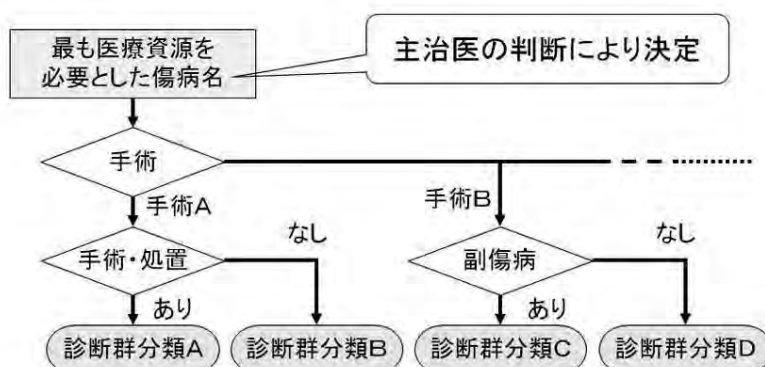 最も医療資源を
必要とした傷病名
主治医の判断により決定
手術
手術A
手術B
手術・処置
なし
副傷病
なし
あり
あり
診断群分類A
診断群分類B
診断群分類C
診断群分類D